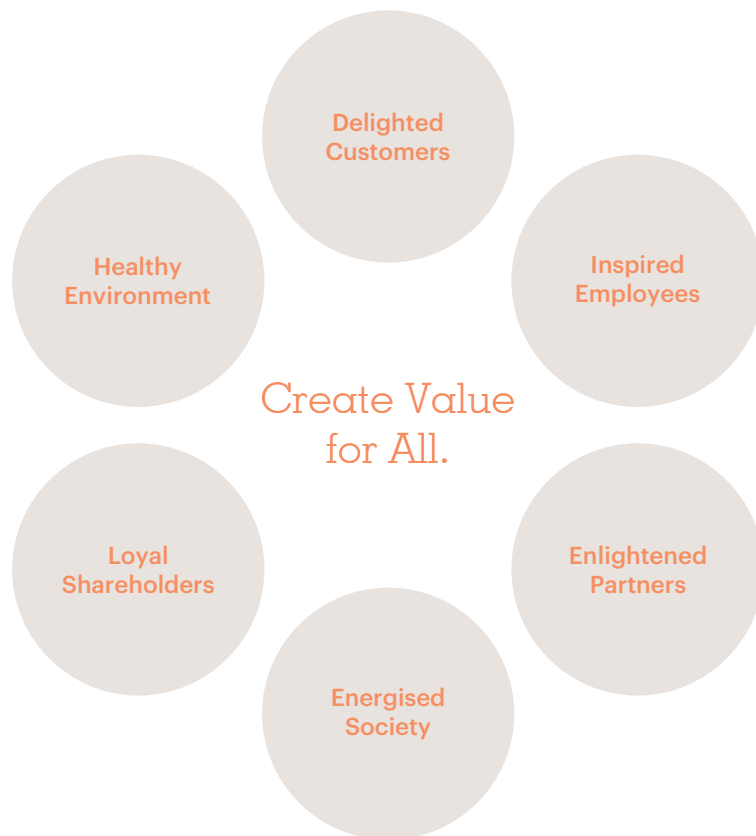 Delighted
Customers
Inspired
Employees
Enlightened
Partners
Energised
Society
Loyal
Shareholders
Healthy
Environment
Create Value
for All.